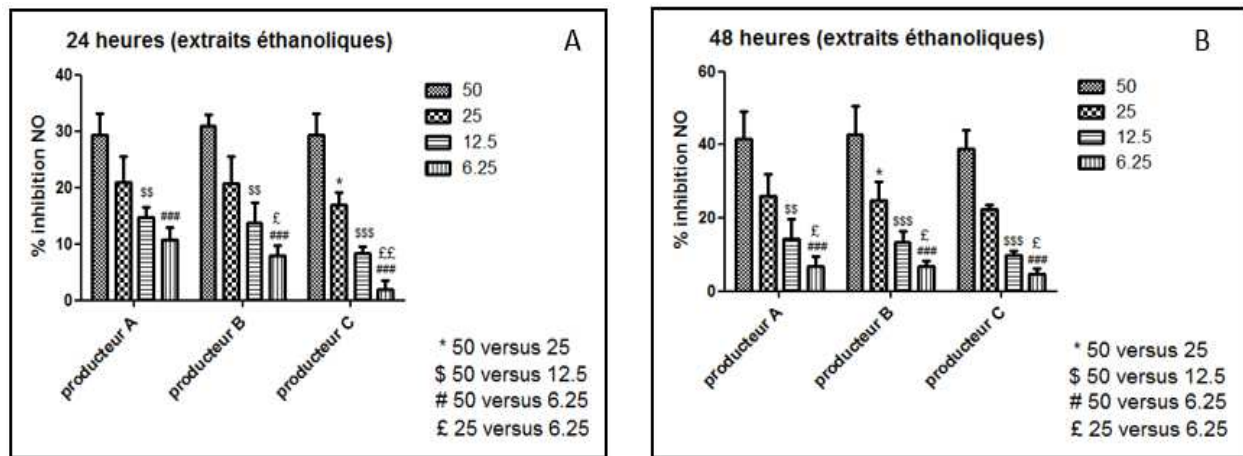 24 heures (extraits éthanoliques)
A
% inhibition NO
40
30
20
10
0
50
25
12.5
6.25
$$
###
$$
£
###
*
$$$
££
###
producteur A
producteur B
producteur C
* 50 versus 25
$ 50 versus 12.5
# 50 versus 6.25
£ 25 versus 6.25
48 heures (extraits éthanoliques)
B
% inhibition NO
60
40
20
0
50
25
12.5
6.25
$$
£
###
*
$$$
£
###
$$$
£
###
producteur A
producteur B
producteur C
* 50 versus 25
$ 50 versus 12.5
# 50 versus 6.25
£ 25 versus 6.25